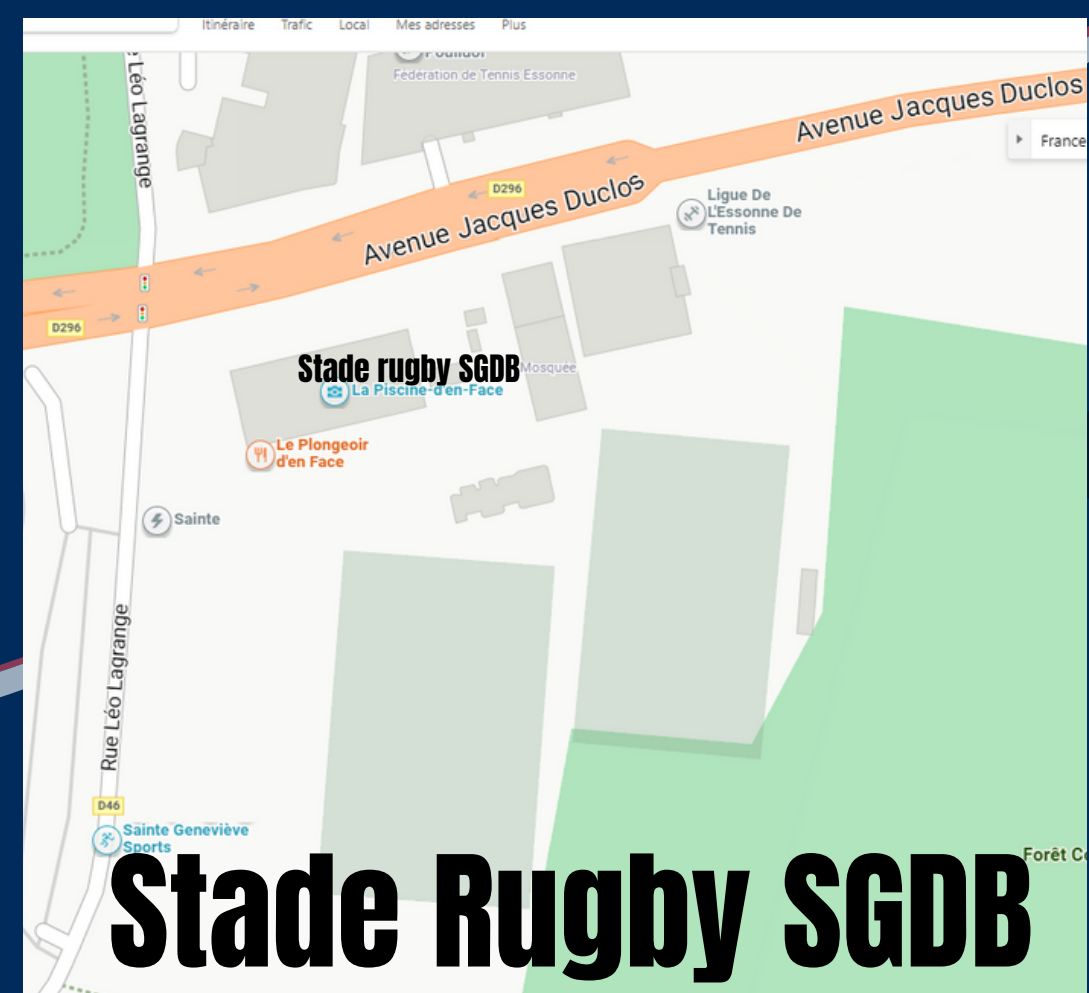 Itinéraire Trafic Local Mes adresses Plus
Poulidor
Fédération de Tennis Essonne
Léo Lagrange
Avenue Jacques Duclos
France
D296
Avenue Jacques Duclos
Ligue De
L'Essonne De
Tennis
D296
Stade rugby SGDB
Mosquée
La Piscine-d'en-Face
Le Plongeoir
d'en Face
Sainte
Rue Léo Lagrange
D46
Sainte Geneviève
Sports
Forêt
Stade Rugby SGDB